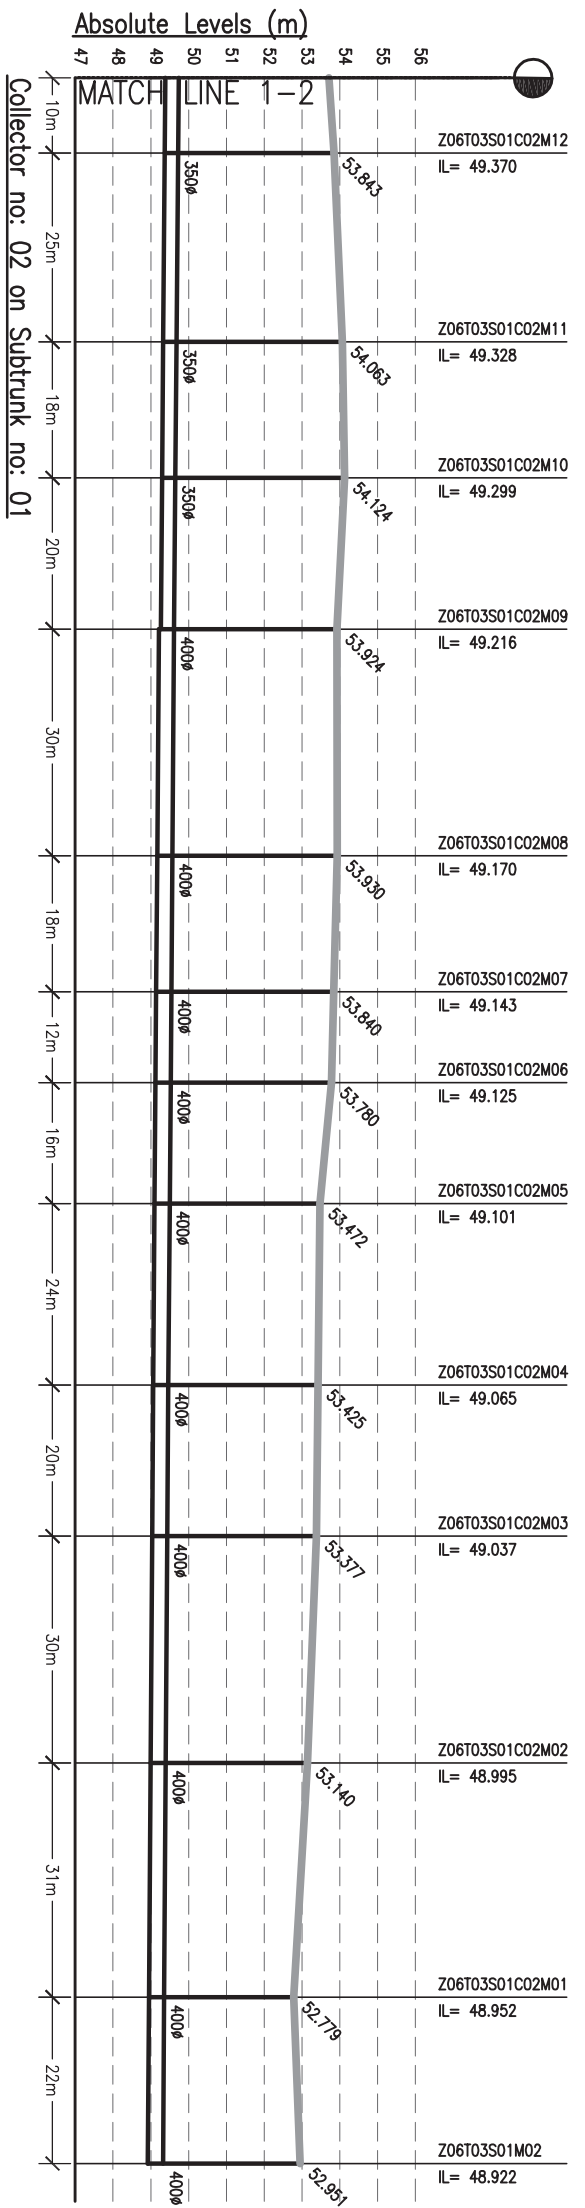 Absolute Levels (m)
47 48 49 50 51 52 53 54 55 56
MATCH LINE 1-2
Collector no: 02 on Subtrunk no: 01
10m
Z06T03S01C02M12
IL= 49.370
53.843
350ø
25m
Z06T03S01C02M11
IL= 49.328
54.063
350ø
18m
Z06T03S01C02M10
IL= 49.299
54.124
350ø
20m
Z06T03S01C02M09
IL= 49.216
53.924
400ø
30m
Z06T03S01C02M08
IL= 49.170
53.930
400ø
18m
Z06T03S01C02M07
IL= 49.143
53.840
400ø
12m
Z06T03S01C02M06
IL= 49.125
53.780
400ø
16m
Z06T03S01C02M05
IL= 49.101
53.472
400ø
24m
Z06T03S01C02M04
IL= 49.065
53.425
400ø
20m
Z06T03S01C02M03
IL= 49.037
53.377
400ø
30m
Z06T03S01C02M02
IL= 48.995
53.140
400ø
31m
Z06T03S01C02M01
IL= 48.952
52.779
400ø
22m
Z06T03S01M02
IL= 48.922
52.951
400ø